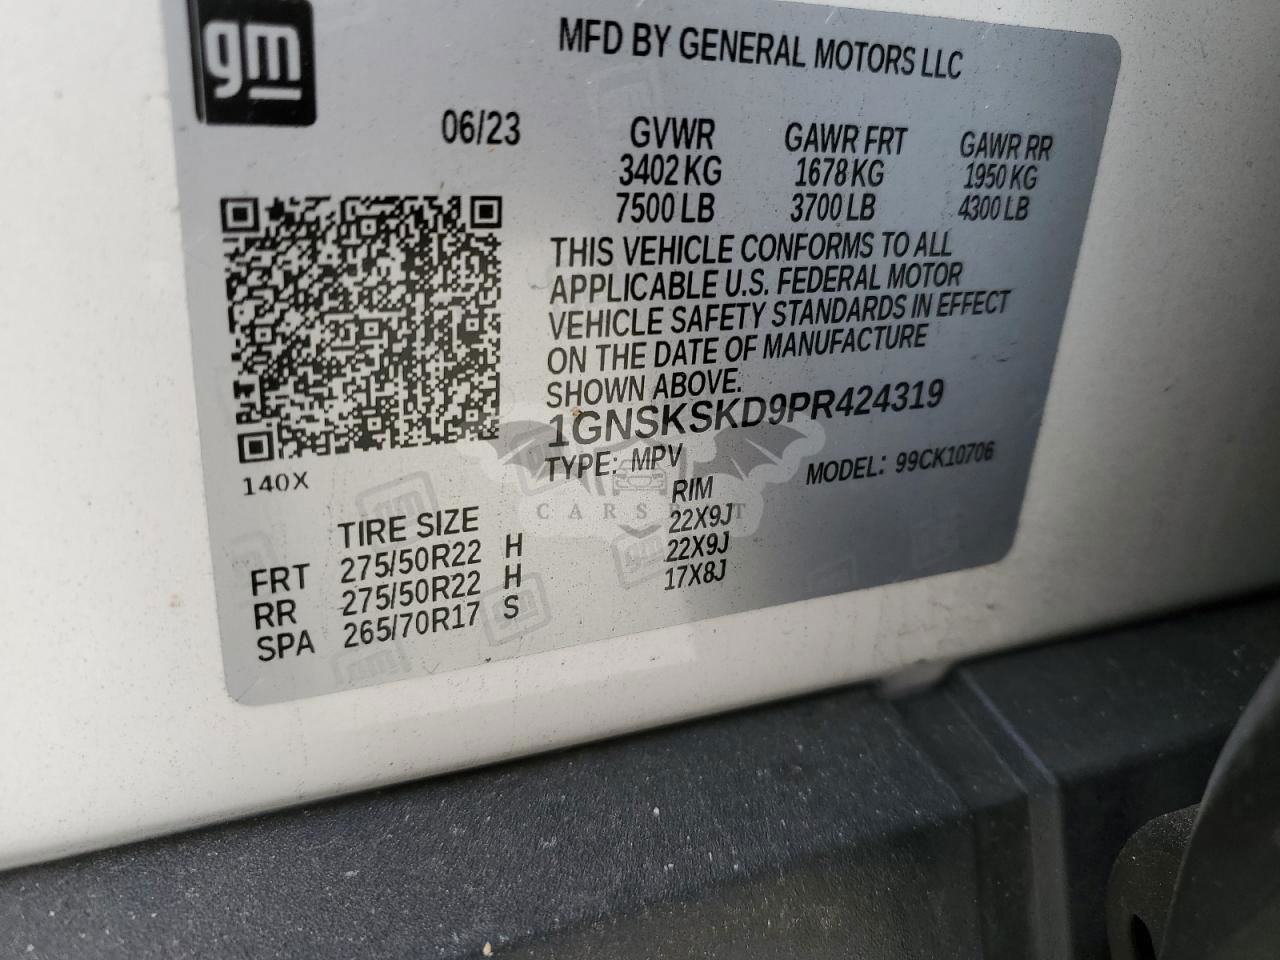 gm
MFD BY GENERAL MOTORS LLC
06/23 GVWR GAWR FRT GAWR RR
3402 KG 1678 KG 1950 KG
7500 LB 3700 LB 4300 LB
THIS VEHICLE CONFORMS TO ALL
APPLICABLE U.S. FEDERAL MOTOR
VEHICLE SAFETY STANDARDS IN EFFECT
ON THE DATE OF MANUFACTURE
SHOWN ABOVE.
1GNSKSKD9PR424319
TYPE: MPV MODEL: 99CK10706
140X
TIRE SIZE RIM
FRT 275/50R22 H 22X9J
RR 275/50R22 H 22X9J
SPA 265/70R17 S 17X8J